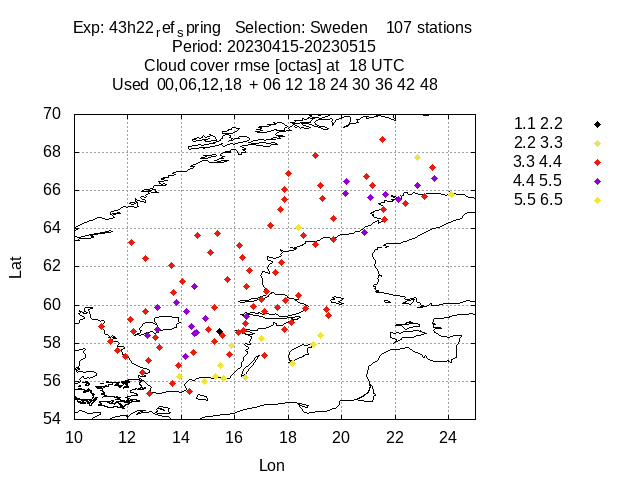 Exp: 43h22refspring   Selection: Sweden    107 stations
Period: 20230415-20230515
Cloud cover rmse [octas] at  18 UTC
Used  00,06,12,18  + 06 12 18 24 30 36 42 48
70
68
66
64
62
60
58
56
54
Lat
10 12 14 16 18 20 22 24
Lon
1.1 2.2
2.2 3.3
3.3 4.4
4.4 5.5
5.5 6.5